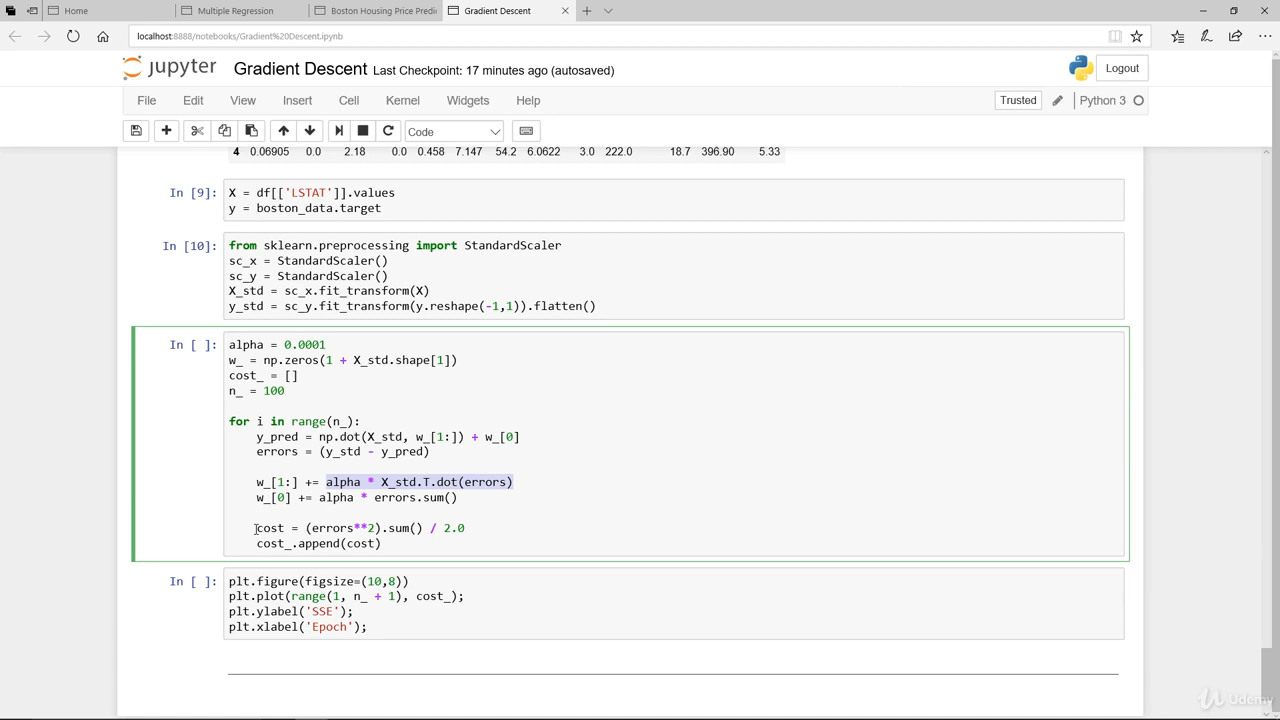 Home
Multiple Regression
Boston Housing Price Predi
Gradient Descent
localhost:8888/notebooks/Gradient%20Descent.ipynb
jupyter Gradient Descent Last Checkpoint: 17 minutes ago (autosaved)
Logout
File Edit View Insert Cell Kernel Widgets Help
Trusted
Python 3
Code
4 0.06905 0.0 2.18 0.0 0.458 7.147 54.2 6.0622 3.0 222.0 18.7 396.90 5.33
In [9]:
X = df[['LSTAT']].values
y = boston_data.target
In [10]:
from sklearn.preprocessing import StandardScaler
sc_x = StandardScaler()
sc_y = StandardScaler()
X_std = sc_x.fit_transform(X)
y_std = sc_y.fit_transform(y.reshape(-1,1)).flatten()
In [ ]:
alpha = 0.0001
w_ = np.zeros(1 + X_std.shape[1])
cost_ = []
n_ = 100
for i in range(n_):
    y_pred = np.dot(X_std, w_[1:]) + w_[0]
    errors = (y_std - y_pred)
    w_[1:] += alpha * X_std.T.dot(errors)
    w_[0] += alpha * errors.sum()
    cost = (errors**2).sum() / 2.0
    cost_.append(cost)
In [ ]:
plt.figure(figsize=(10,8))
plt.plot(range(1, n_ + 1), cost_);
plt.ylabel('SSE');
plt.xlabel('Epoch');
Udemy